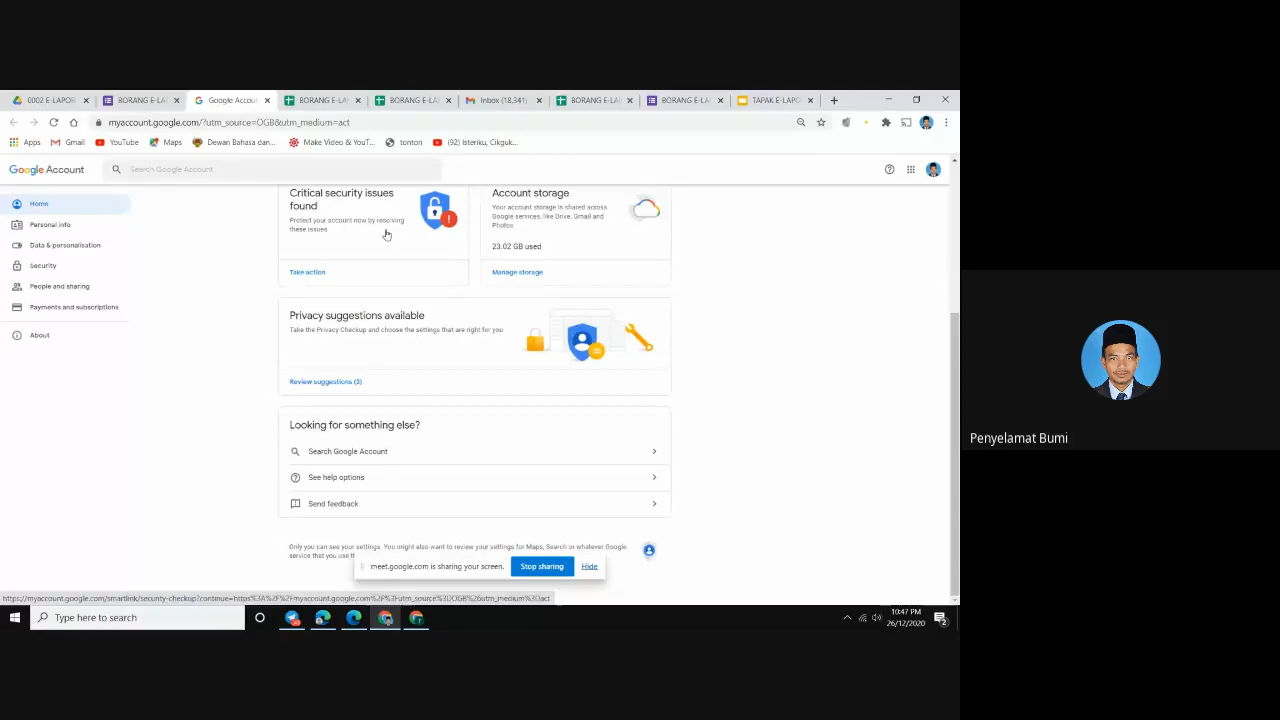 0002 E-LAPOR
BORANG E-LA
Google Accou
BORANG E-LA
BORANG E-LA
Inbox (18,341)
BORANG E-LA
BORANG E-LA
TAPAK E-LAPO
myaccount.google.com/?utm_source=OGB&utm_medium=act
Apps
Gmail
YouTube
Maps
Dewan Bahasa dan...
Make Video & YouT...
tonton
(92) Isteriku, Cikguk...
Google Account
Search Google Account
Home
Personal info
Data & personalisation
Security
People and sharing
Payments and subscriptions
About
Critical security issues
found
Protect your account now by resolving
these issues
Take action
Account storage
Your account storage is shared across
Google services, like Drive, Gmail and
Photos
23.02 GB used
Manage storage
Privacy suggestions available
Take the Privacy Checkup and choose the settings that are right for you
Review suggestions (3)
Looking for something else?
Search Google Account
See help options
Send feedback
Only you can see your settings. You might also want to review your settings for Maps, Search or whatever Google
service that you use
meet.google.com is sharing your screen.
Stop sharing
Hide
https://myaccount.google.com/smartlink/security-checkup?continue=https%3A%2F%2Fmyaccount.google.com%2F%3Futm_source%3DOGB%26utm_medium%3Dact
Type here to search
10:47 PM
26/12/2020
2
Penyelamat Bumi